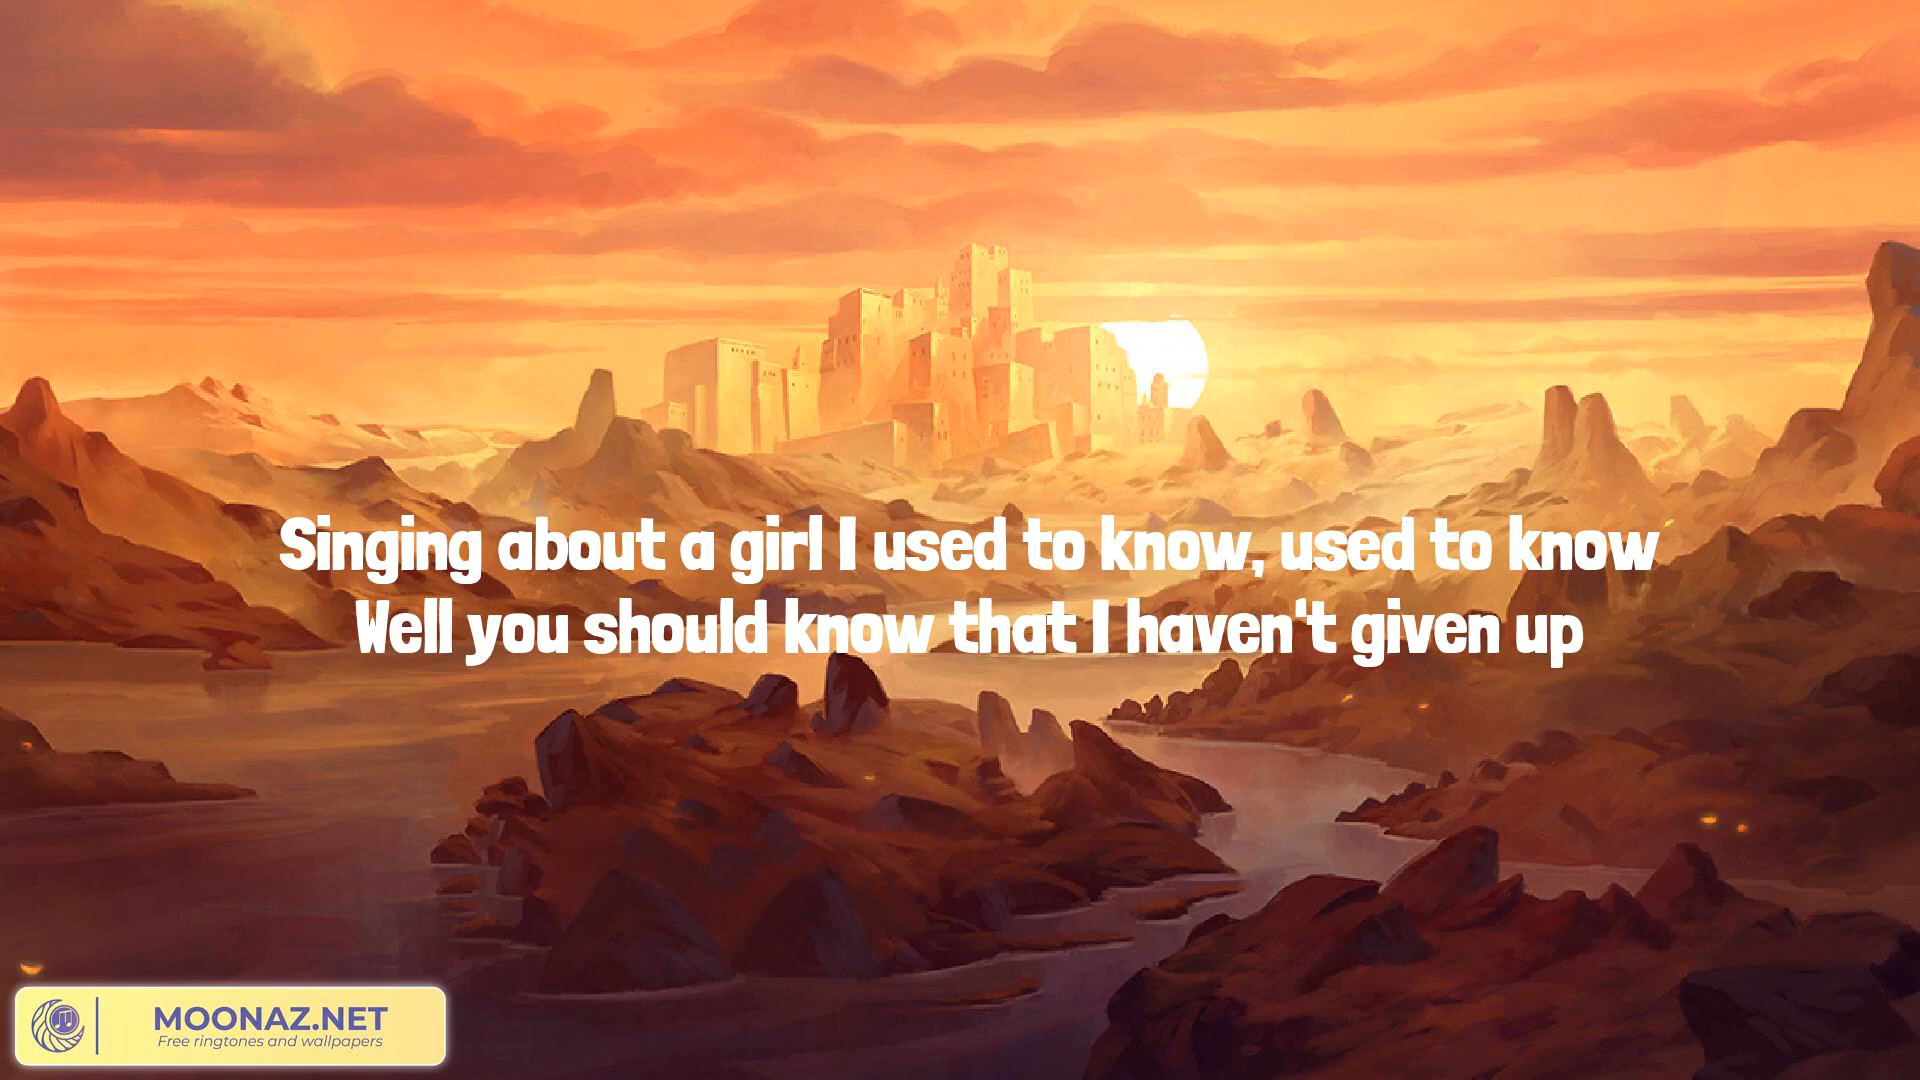 Singing about a girl I used to know, used to know
Well you should know that I haven't given up
MOONAZ.NET
Free ringtones and wallpapers